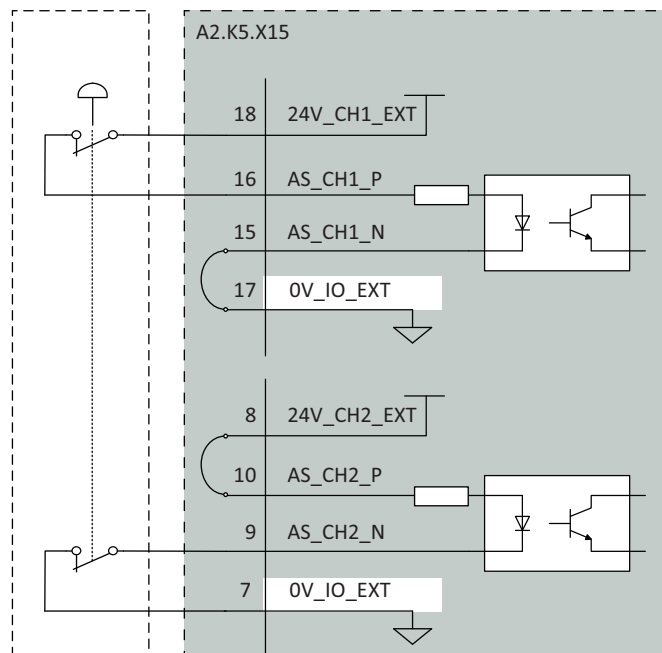 A2.K5.X15
18 24V_CH1_EXT
16 AS_CH1_P
15 AS_CH1_N
17 0V_IO_EXT
8 24V_CH2_EXT
10 AS_CH2_P
9 AS_CH2_N
7 0V_IO_EXT